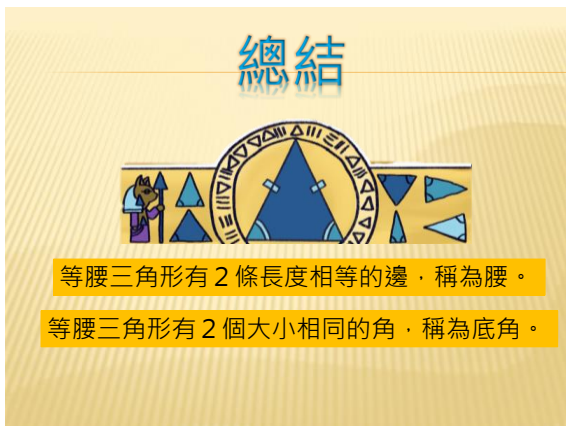 總結
等腰三角形有2條長度相等的邊，稱為腰。
等腰三角形有2個大小相同的角，稱為底角。